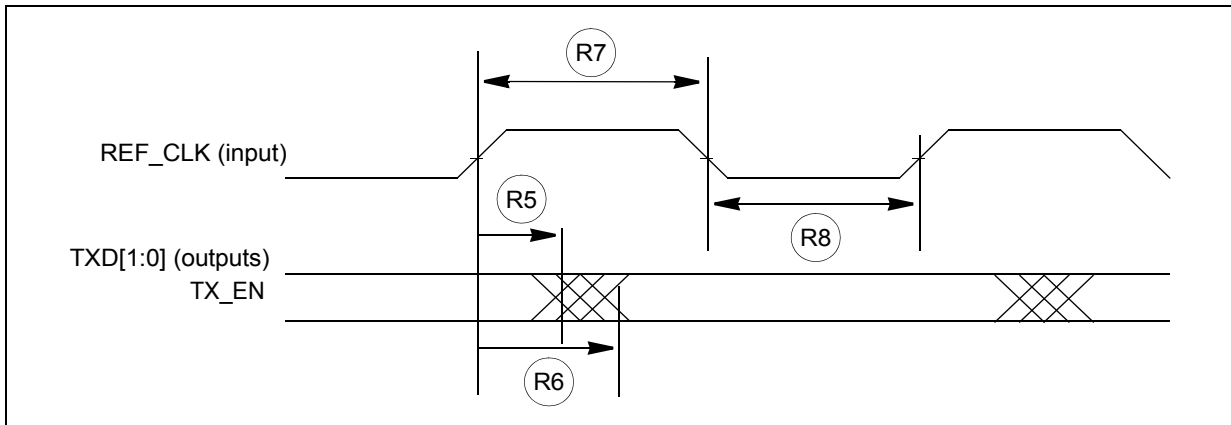 R7
REF_CLK (input)
R5
R8
TXD[1:0] (outputs)
TX_EN
R6